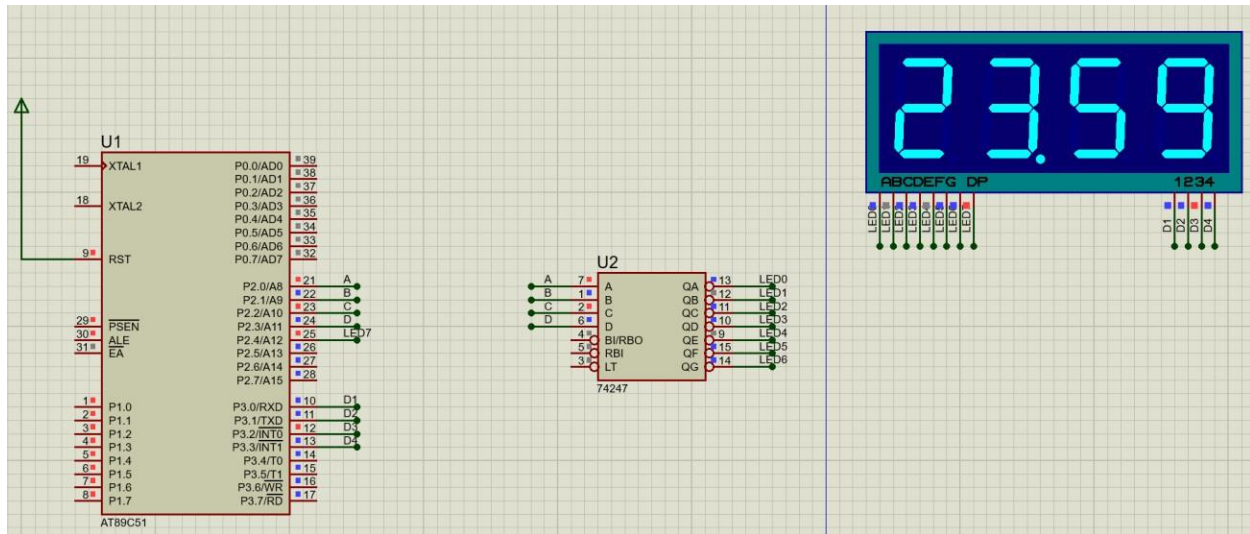 U1
19 XTAL1
18 XTAL2
9 RST
29 PSEN
30 ALE
31 EA
1 P1.0
2 P1.1
3 P1.2
4 P1.3
5 P1.4
6 P1.5
7 P1.6
8 P1.7
P0.0/AD0 39
P0.1/AD1 38
P0.2/AD2 37
P0.3/AD3 36
P0.4/AD4 35
P0.5/AD5 34
P0.6/AD6 33
P0.7/AD7 32
P2.0/A8 21 A
P2.1/A9 22 B
P2.2/A10 23 C
P2.3/A11 24 D
P2.4/A12 25 LED7
P2.5/A13 26
P2.6/A14 27
P2.7/A15 28
P3.0/RXD 10 D1
P3.1/TXD 11 D2
P3.2/INT0 12 D3
P3.3/INT1 13 D4
P3.4/T0 14
P3.5/T1 15
P3.6/WR 16
P3.7/RD 17
AT89C51
U2
A 7 A
B 1 B
C 2 C
D 6 D
4 BI/RBO
5 RBI
3 LT
QA 13 LED0
QB 12 LED1
QC 11 LED2
QD 10 LED3
QE 9 LED4
QF 15 LED5
QG 14 LED6
74247
23.59
ABCDEFG DP
1234
LED0
LED1
LED2
LED3
LED4
LED5
LED6
LED7
D1
D2
D3
D4